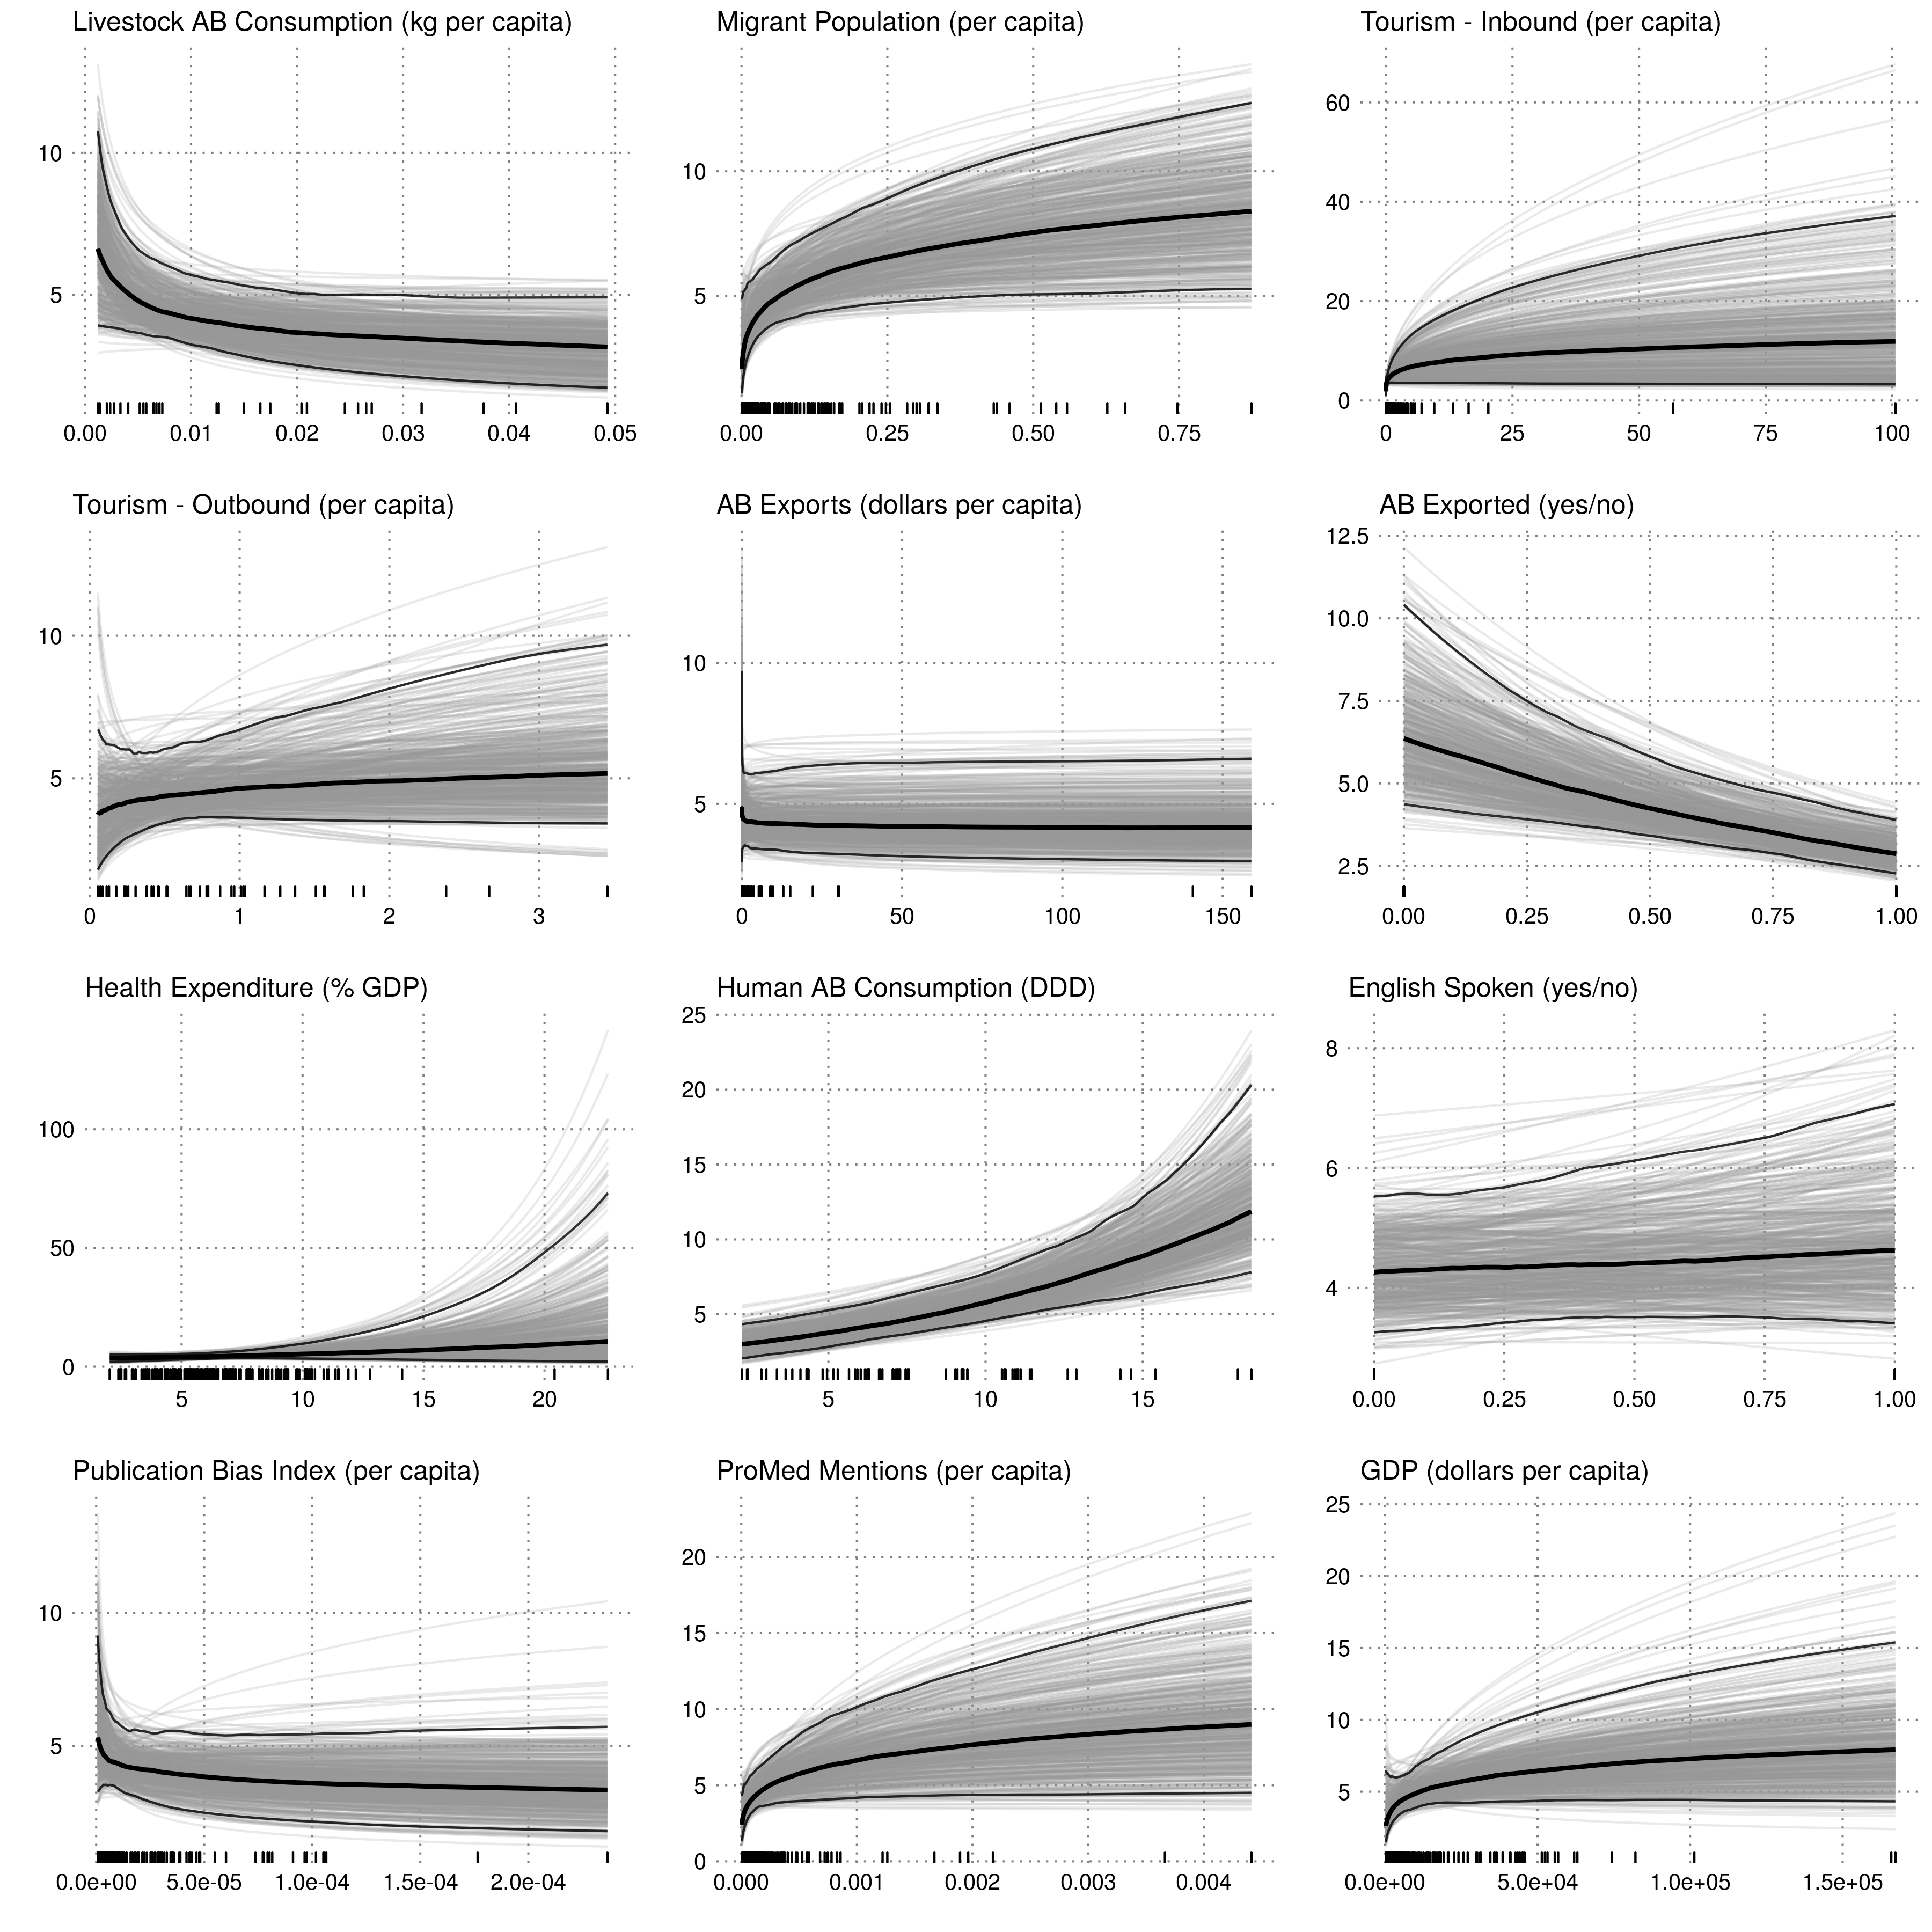 Livestock AB Consumption (kg per capita)
10
5
0.00 0.01 0.02 0.03 0.04 0.05
Migrant Population (per capita)
10
5
0.00 0.25 0.50 0.75
Tourism - Inbound (per capita)
60
40
20
0
0 25 50 75 100
Tourism - Outbound (per capita)
10
5
0 1 2 3
AB Exports (dollars per capita)
10
5
0 50 100 150
AB Exported (yes/no)
12.5
10.0
7.5
5.0
2.5
0.00 0.25 0.50 0.75 1.00
Health Expenditure (% GDP)
100
50
0
5 10 15 20
Human AB Consumption (DDD)
25
20
15
10
5
5 10 15
English Spoken (yes/no)
8
6
4
0.00 0.25 0.50 0.75 1.00
Publication Bias Index (per capita)
10
5
0.0e+00 5.0e-05 1.0e-04 1.5e-04 2.0e-04
ProMed Mentions (per capita)
20
15
10
5
0
0.000 0.001 0.002 0.003 0.004
GDP (dollars per capita)
25
20
15
10
5
0.0e+00 5.0e+04 1.0e+05 1.5e+05